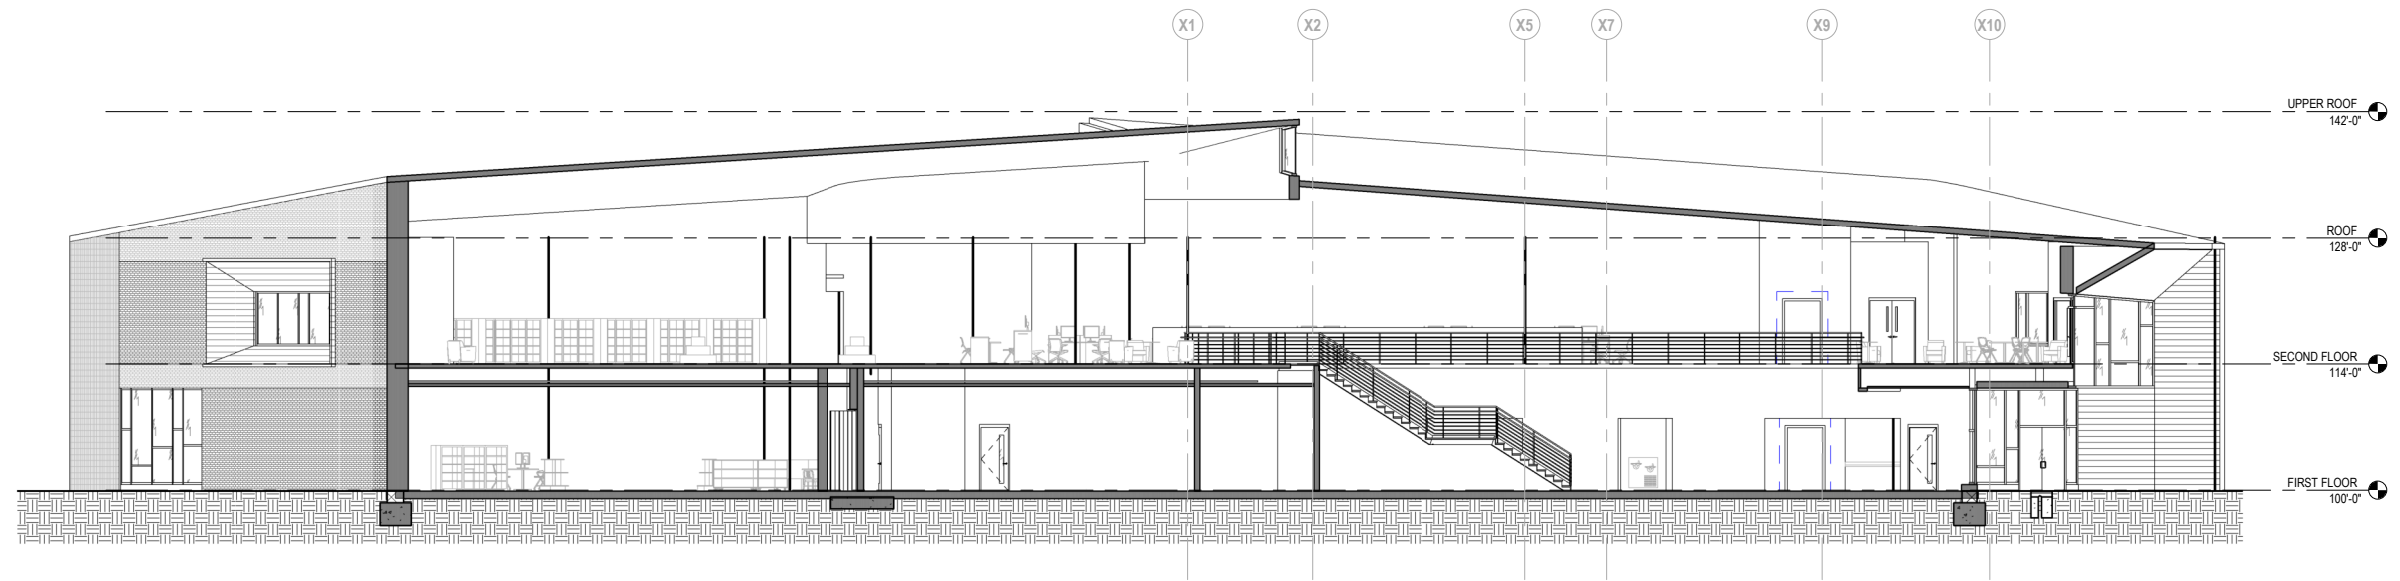 X1
X2
X5
X7
X9
X10
UPPER ROOF
142'-0"
ROOF
128'-0"
SECOND FLOOR
114'-0"
FIRST FLOOR
100'-0"